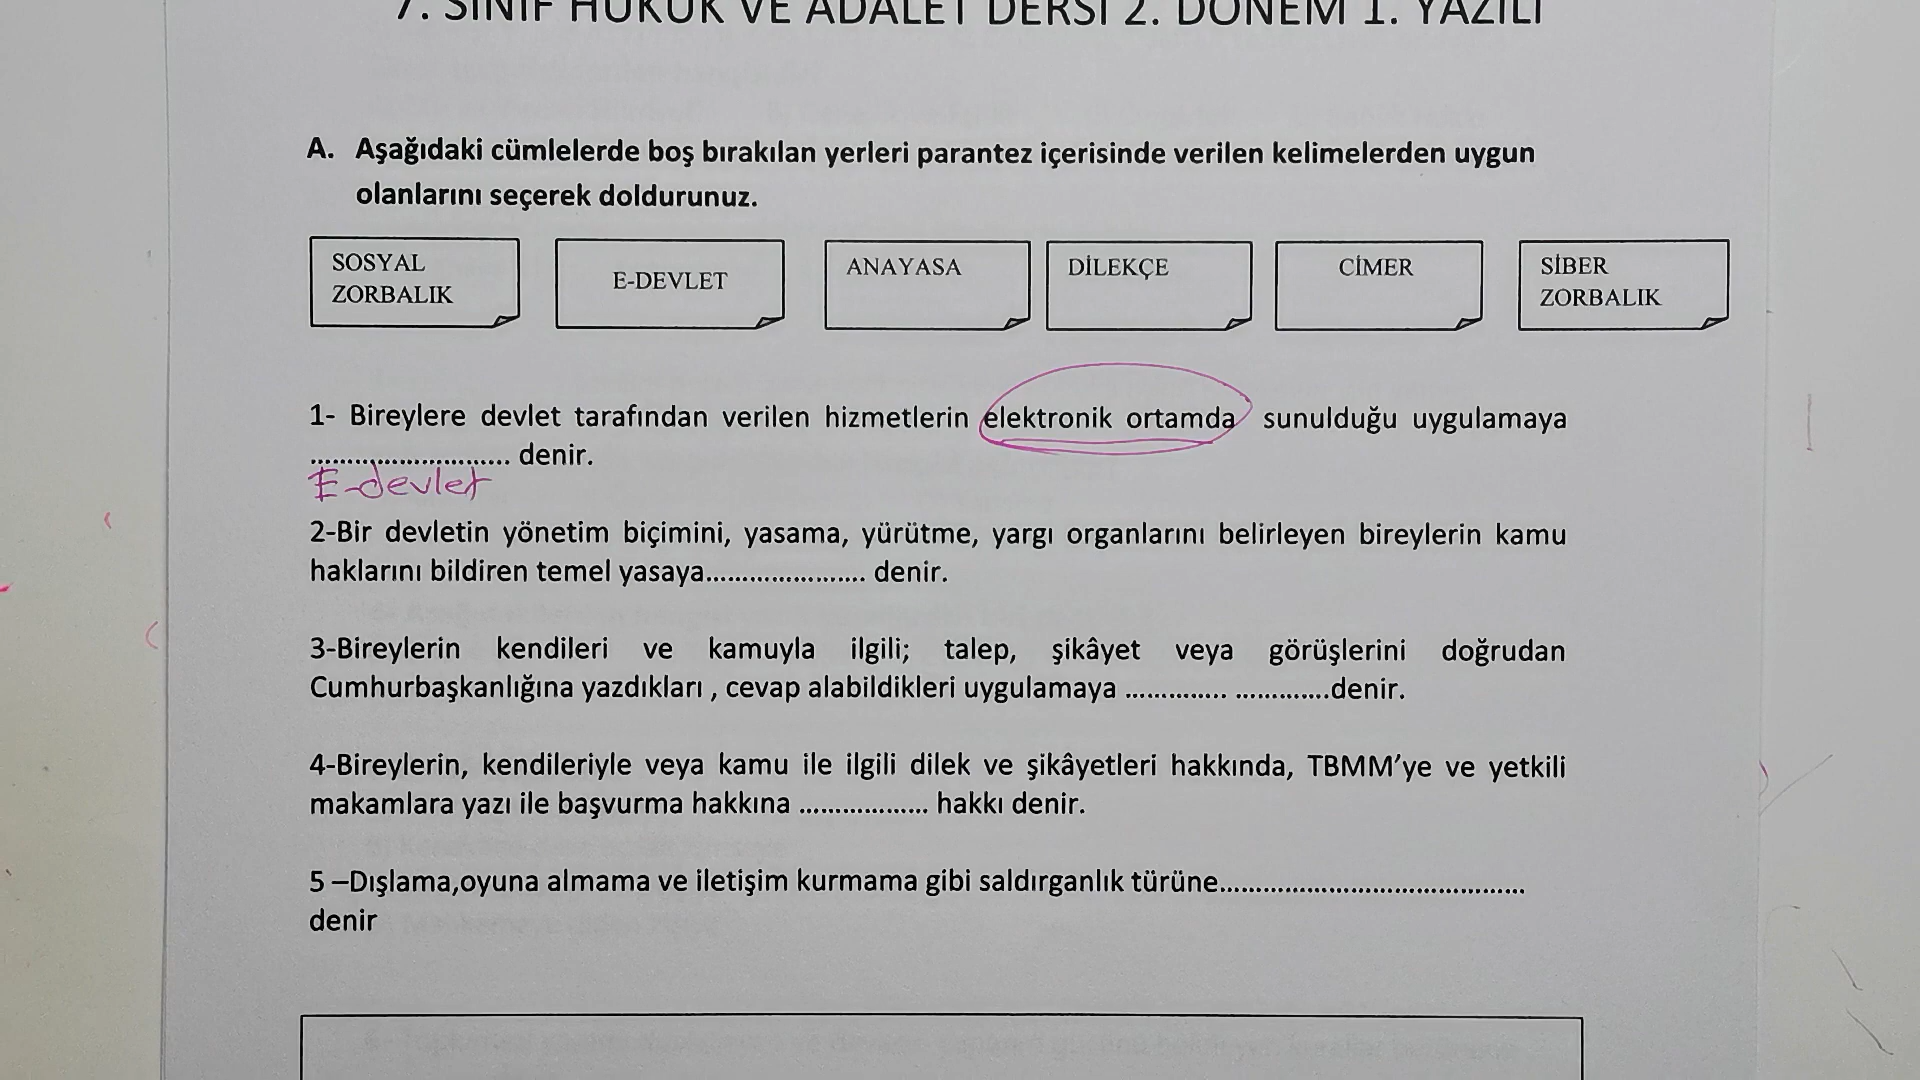 7. SINIF HUKUK VE ADALET DERSİ 2. DÖNEM 1. YAZILI
A. Aşağıdaki cümlelerde boş bırakılan yerleri parantez içerisinde verilen kelimelerden uygun
olanlarını seçerek doldurunuz.
SOSYAL
ZORBALIK
E-DEVLET
ANAYASA
DİLEKÇE
CİMER
SİBER
ZORBALIK
1- Bireylere devlet tarafından verilen hizmetlerin elektronik ortamda sunulduğu uygulamaya
........................... denir.
E-devlet
2-Bir devletin yönetim biçimini, yasama, yürütme, yargı organlarını belirleyen bireylerin kamu
haklarını bildiren temel yasaya...................... denir.
3-Bireylerin kendileri ve kamuyla ilgili; talep, şikâyet veya görüşlerini doğrudan
Cumhurbaşkanlığına yazdıkları , cevap alabildikleri uygulamaya .............. .............denir.
4-Bireylerin, kendileriyle veya kamu ile ilgili dilek ve şikâyetleri hakkında, TBMM’ye ve yetkili
makamlara yazı ile başvurma hakkına .................. hakkı denir.
5 –Dışlama,oyuna almama ve iletişim kurmama gibi saldırganlık türüne..........................................
denir